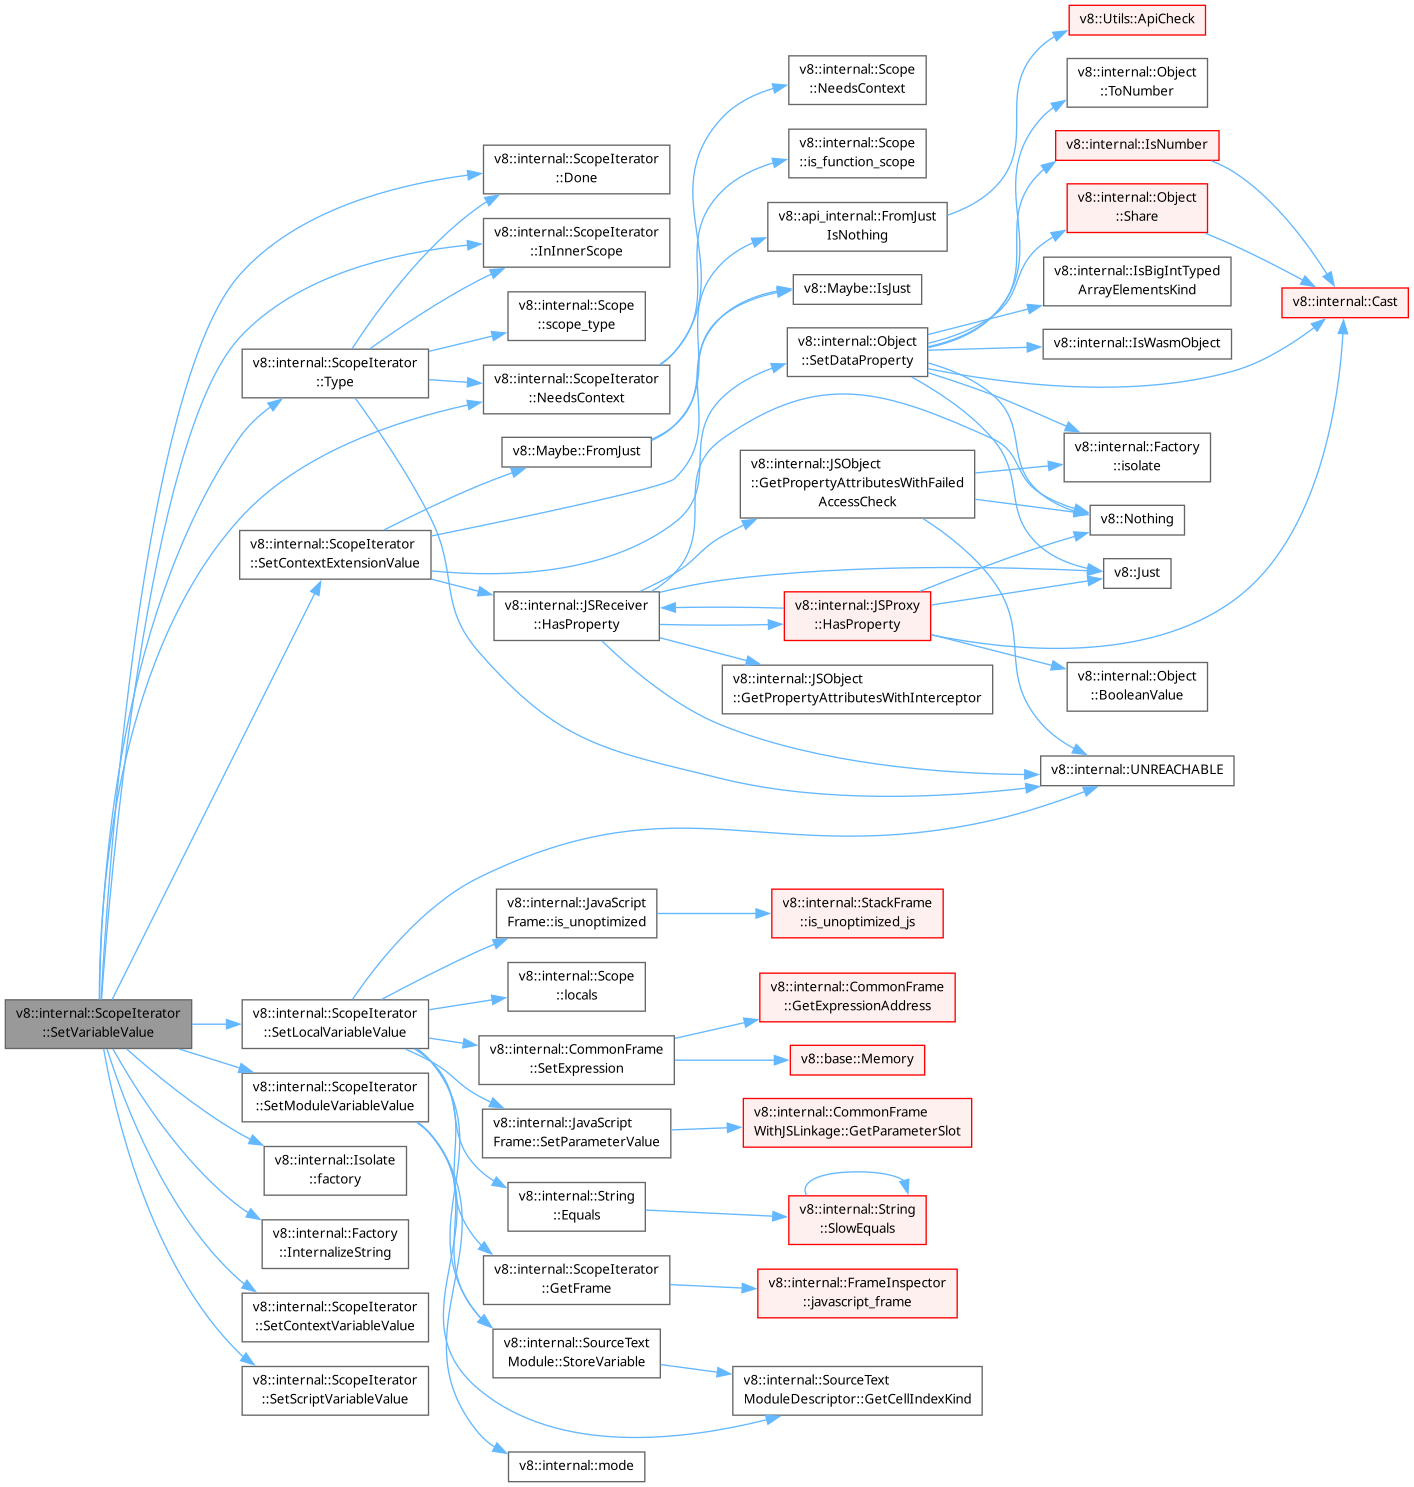 v8::Utils::ApiCheck
v8::internal::Scope
::NeedsContext
v8::internal::Object
::ToNumber
v8::internal::Scope
::is_function_scope
v8::internal::IsNumber
v8::internal::ScopeIterator
::Done
v8::internal::Object
::Share
v8::api_internal::FromJust
IsNothing
v8::internal::ScopeIterator
::InInnerScope
v8::internal::IsBigIntTyped
ArrayElementsKind
v8::Maybe::IsJust
v8::internal::Cast
v8::internal::Scope
::scope_type
v8::internal::Object
::SetDataProperty
v8::internal::IsWasmObject
v8::internal::ScopeIterator
::Type
v8::internal::ScopeIterator
::NeedsContext
v8::Maybe::FromJust
v8::internal::Factory
::isolate
v8::internal::JSObject
::GetPropertyAttributesWithFailed
AccessCheck
v8::Nothing
v8::internal::ScopeIterator
::SetContextExtensionValue
v8::Just
v8::internal::JSReceiver
::HasProperty
v8::internal::JSProxy
::HasProperty
v8::internal::JSObject
::GetPropertyAttributesWithInterceptor
v8::internal::Object
::BooleanValue
v8::internal::UNREACHABLE
v8::internal::JavaScript
Frame::is_unoptimized
v8::internal::StackFrame
::is_unoptimized_js
v8::internal::Scope
::locals
v8::internal::CommonFrame
::GetExpressionAddress
v8::internal::ScopeIterator
::SetVariableValue
v8::internal::ScopeIterator
::SetLocalVariableValue
v8::internal::CommonFrame
::SetExpression
v8::base::Memory
v8::internal::ScopeIterator
::SetModuleVariableValue
v8::internal::JavaScript
Frame::SetParameterValue
v8::internal::CommonFrame
WithJSLinkage::GetParameterSlot
v8::internal::Isolate
::factory
v8::internal::String
::Equals
v8::internal::String
::SlowEquals
v8::internal::Factory
::InternalizeString
v8::internal::ScopeIterator
::GetFrame
v8::internal::FrameInspector
::javascript_frame
v8::internal::ScopeIterator
::SetContextVariableValue
v8::internal::SourceText
Module::StoreVariable
v8::internal::ScopeIterator
::SetScriptVariableValue
v8::internal::SourceText
ModuleDescriptor::GetCellIndexKind
v8::internal::mode